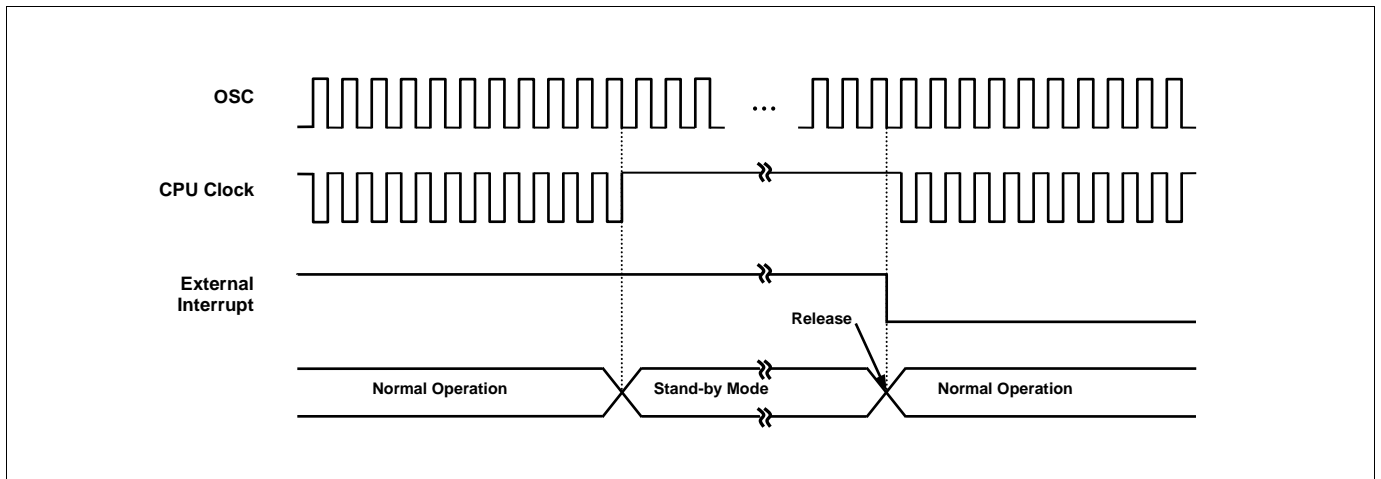 OSC
...
CPU Clock
External
Interrupt
Release
Normal Operation
Stand-by Mode
Normal Operation